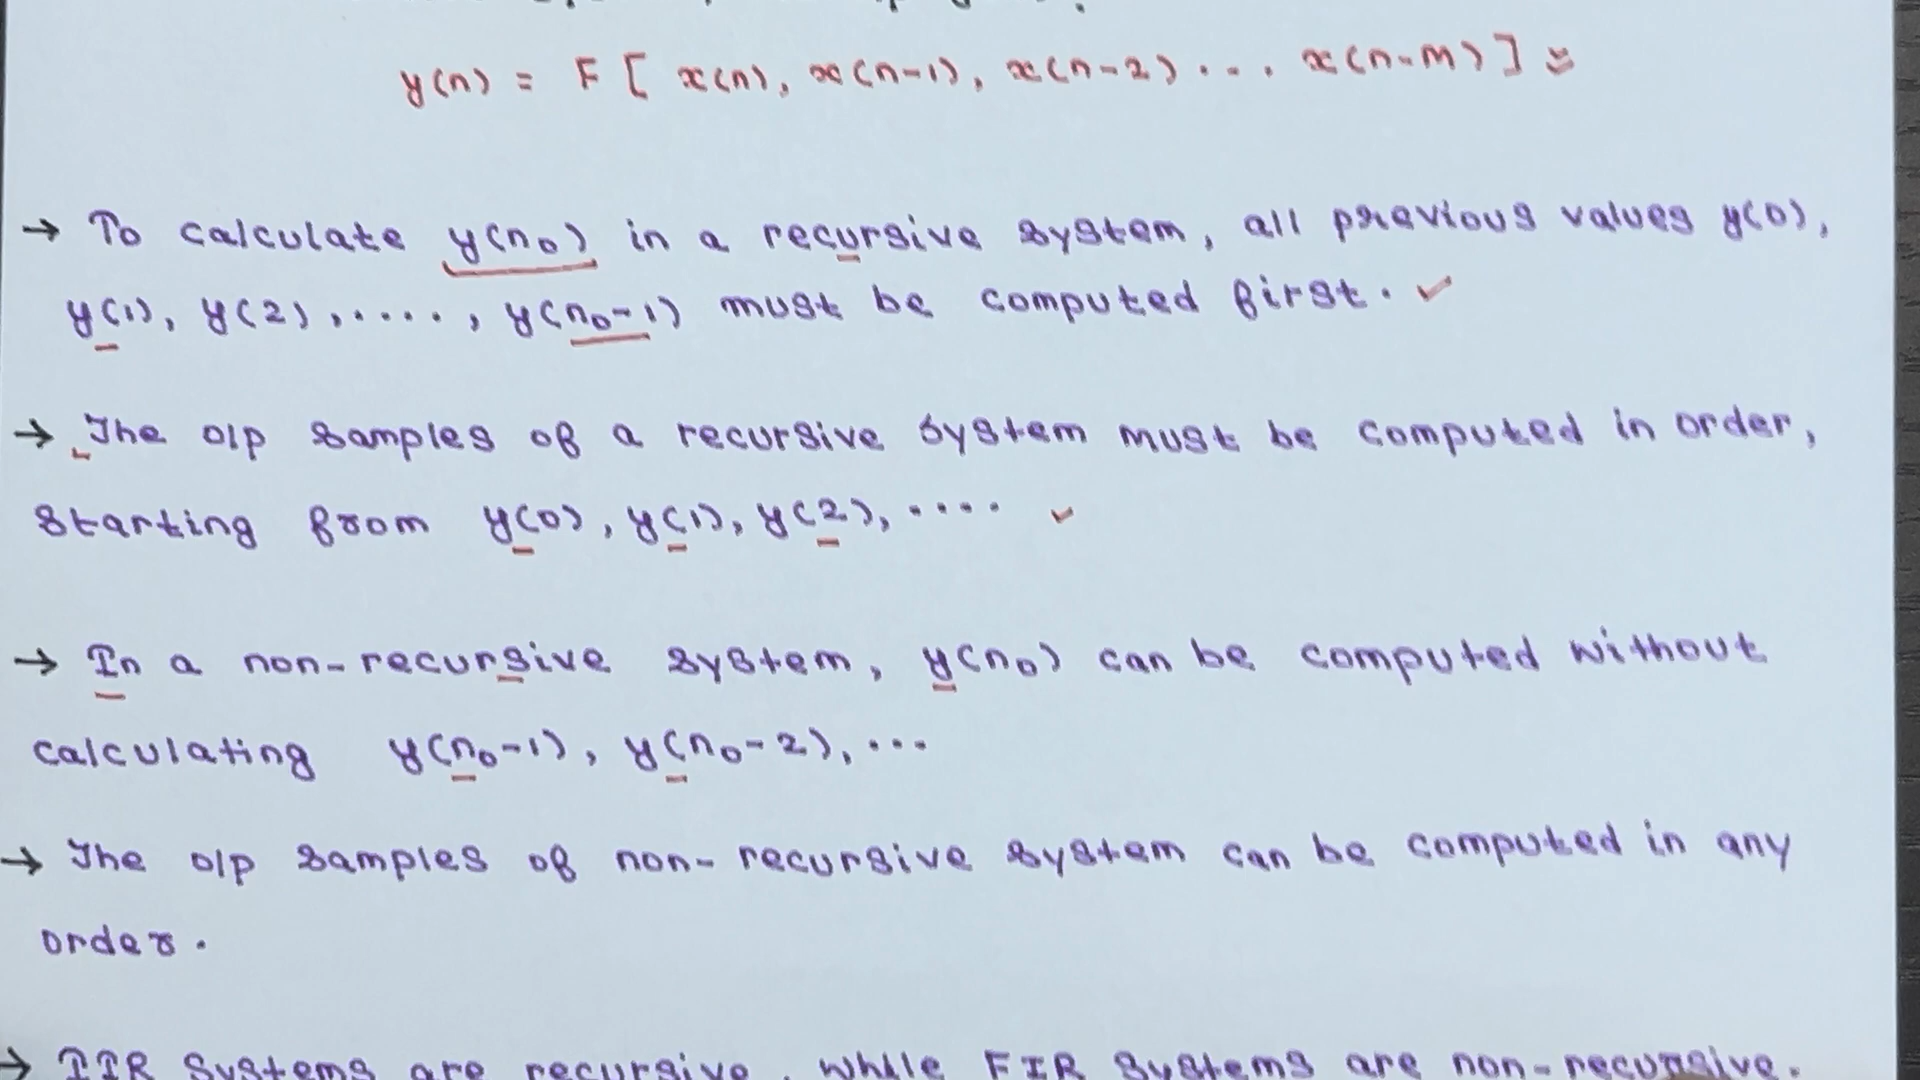 y(n) = F [ x(n), x(n-1), x(n-2) . . . x(n-M) ]
→ To calculate y(n₀) in a recursive system, all previous values y(0),
y(1), y(2), ....., y(n₀-1) must be computed first. ✓
→ The o/p samples of a recursive system must be computed in order,
starting from y(0), y(1), y(2), .... ✓
→ In a non-recursive system, y(n₀) can be computed without
calculating y(n₀-1), y(n₀-2), ...
→ The o/p samples of non-recursive system can be computed in any
order.
→ IIR systems are recursive, while FIR systems are non-recursive.